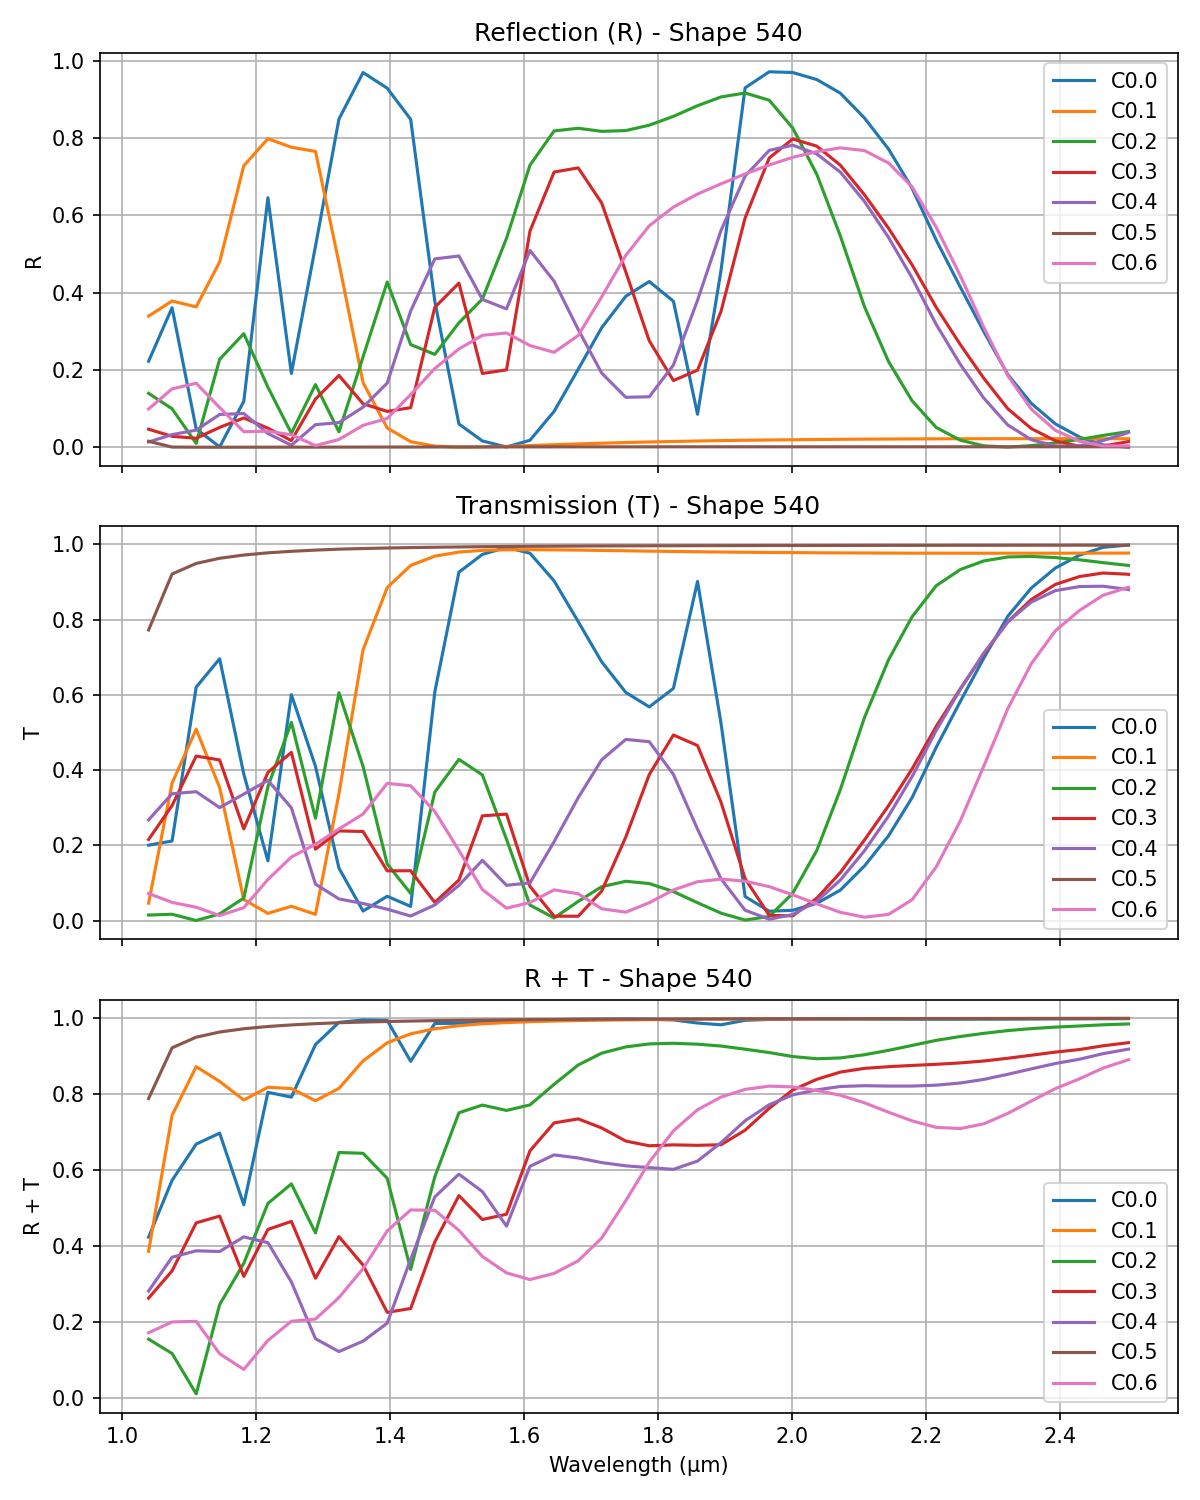 Reflection (R) - Shape 540
1.0
0.8
0.6
0.4
0.2
0.0
R
C0.0
C0.1
C0.2
C0.3
C0.4
C0.5
C0.6
Transmission (T) - Shape 540
1.0
0.8
0.6
0.4
0.2
0.0
T
C0.0
C0.1
C0.2
C0.3
C0.4
C0.5
C0.6
R + T - Shape 540
1.0
0.8
0.6
0.4
0.2
0.0
R + T
C0.0
C0.1
C0.2
C0.3
C0.4
C0.5
C0.6
1.0 1.2 1.4 1.6 1.8 2.0 2.2 2.4
Wavelength (μm)